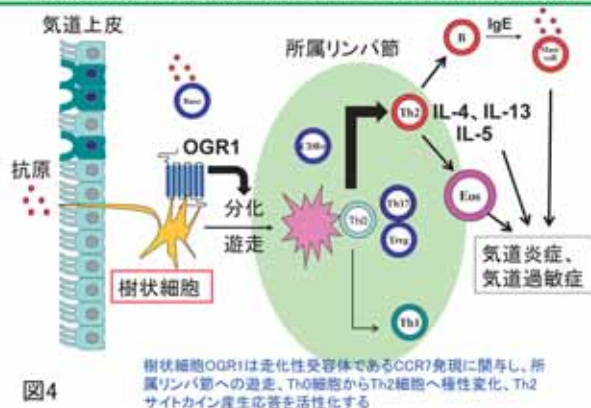 気道上皮
所属リンパ節
抗原
OGR1
分化
遊走
樹状細胞
Baso
CD8α
Th0
Th17
Treg
Th2
Th1
B
IgE
Mast
cell
IL-4、IL-13
IL-5
Eos
気道炎症、
気道過敏症
樹状細胞OGR1は走化性受容体であるCCR7発現に関与し、所
属リンパ節への遊走、Th0細胞からTh2細胞へ極性変化、Th2
サイトカイン産生応答を活性化する
図4